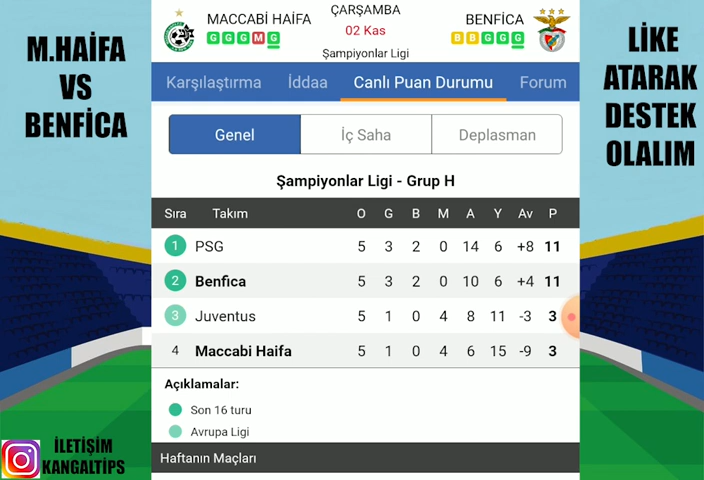 M.HAİFA
VS
BENFİCA
MACCABİ HAİFA
G G G M G
ÇARŞAMBA
02 Kas
Şampiyonlar Ligi
BENFİCA
B B G G G
LİKE
ATARAK
DESTEK
OLALIM
Karşılaştırma İddaa Canlı Puan Durumu Forum
Genel İç Saha Deplasman
Şampiyonlar Ligi - Grup H
Sıra Takım O G B M A Y Av P
1 PSG 5 3 2 0 14 6 +8 11
2 Benfica 5 3 2 0 10 6 +4 11
3 Juventus 5 1 0 4 8 11 -3 3
4 Maccabi Haifa 5 1 0 4 6 15 -9 3
Açıklamalar:
Son 16 turu
Avrupa Ligi
Haftanın Maçları
İLETİŞİM
KANGALTİPS